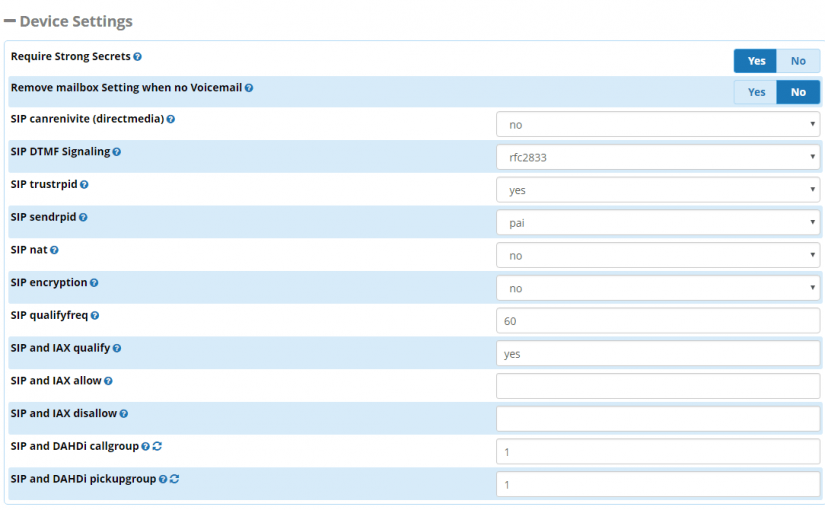 Device Settings
Require Strong Secrets Yes No
Remove mailbox Setting when no Voicemail Yes No
SIP canrenivite (directmedia) no
SIP DTMF Signaling rfc2833
SIP trustrpid yes
SIP sendrpid pai
SIP nat no
SIP encryption no
SIP qualifyfreq 60
SIP and IAX qualify yes
SIP and IAX allow
SIP and IAX disallow
SIP and DAHDi callgroup 1
SIP and DAHDi pickupgroup 1